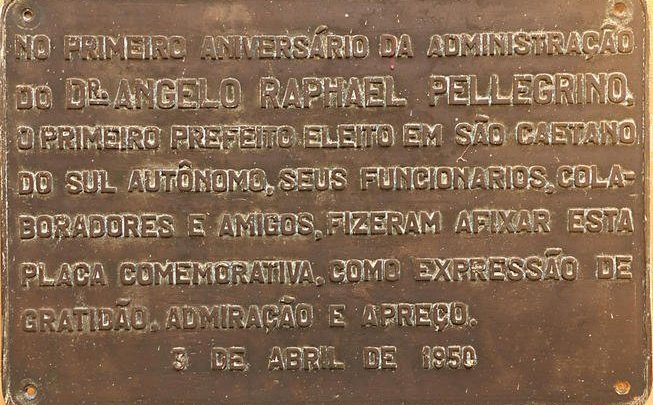 NO PRIMEIRO ANIVERSÁRIO DA ADMINISTRAÇÃO
DO DR. ANGELO RAPHAEL PELLEGRINO,
O PRIMEIRO PREFEITO ELEITO EM SÃO CAETANO
DO SUL AUTÔNOMO, SEUS FUNCIONARIOS, COLA-
BORADORES E AMIGOS, FIZERAM AFIXAR ESTA
PLACA COMEMORATIVA, COMO EXPRESSÃO DE
GRATIDÃO, ADMIRAÇÃO E APREÇO.
3 DE ABRIL DE 1950